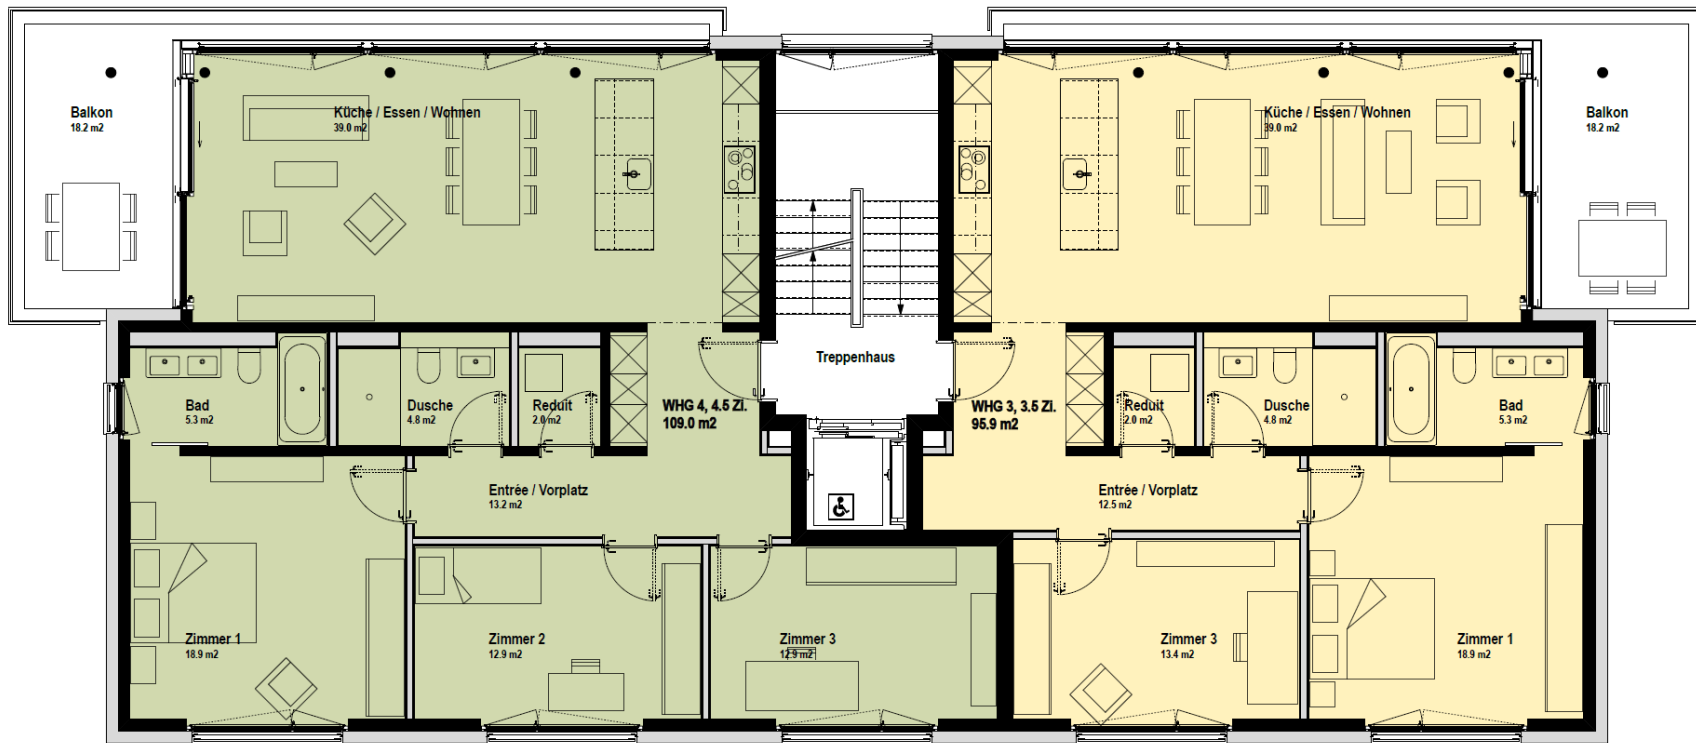 Balkon
18.2 m2
Küche / Essen / Wohnen
39.0 m2
Küche / Essen / Wohnen
39.0 m2
Balkon
18.2 m2
Treppenhaus
Bad
5.3 m2
Dusche
4.8 m2
Reduit
2.0 m2
WHG 4, 4.5 Zi.
109.0 m2
WHG 3, 3.5 Zi.
95.9 m2
Reduit
2.0 m2
Dusche
4.8 m2
Bad
5.3 m2
Entrée / Vorplatz
13.2 m2
Entrée / Vorplatz
12.5 m2
Zimmer 1
18.9 m2
Zimmer 2
12.9 m2
Zimmer 3
12.9 m2
Zimmer 3
13.4 m2
Zimmer 1
18.9 m2